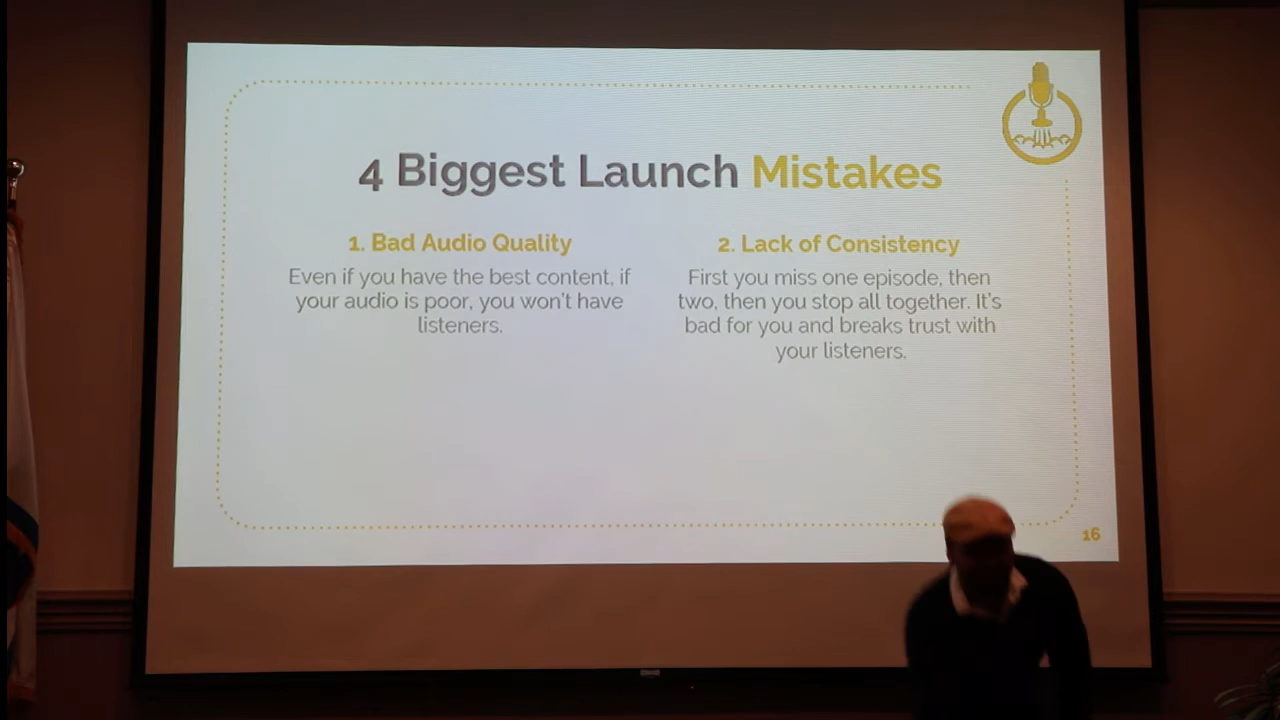 4 Biggest Launch Mistakes
1. Bad Audio Quality
Even if you have the best content, if
your audio is poor, you won't have
listeners.
2. Lack of Consistency
First you miss one episode, then
two, then you stop all together. It's
bad for you and breaks trust with
your listeners.
16